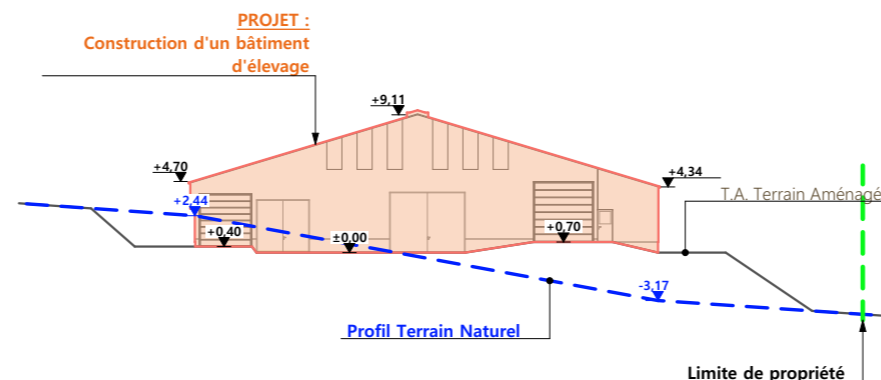 PROJET :
Construction d'un bâtiment
d'élevage
+9,11
+4,70
+4,34
+2,44
T.A. Terrain Aménagé
+0,40
±0,00
+0,70
-3,17
Profil Terrain Naturel
Limite de propriété